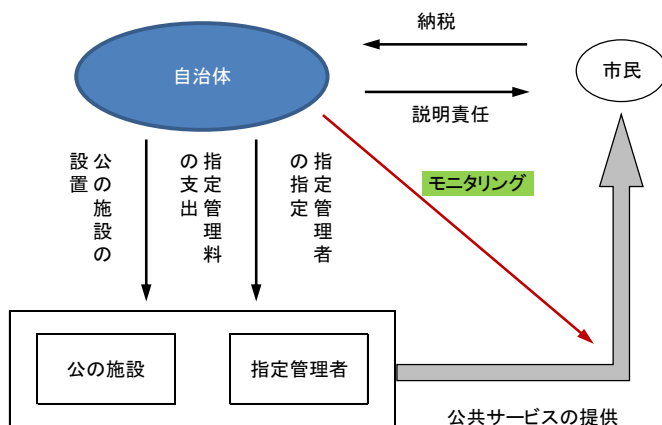 納税
自治体
市民
説明責任
公の施設の
設置
指定管理料
の支出
指定管理者
の指定
モニタリング
公の施設
指定管理者
公共サービスの提供